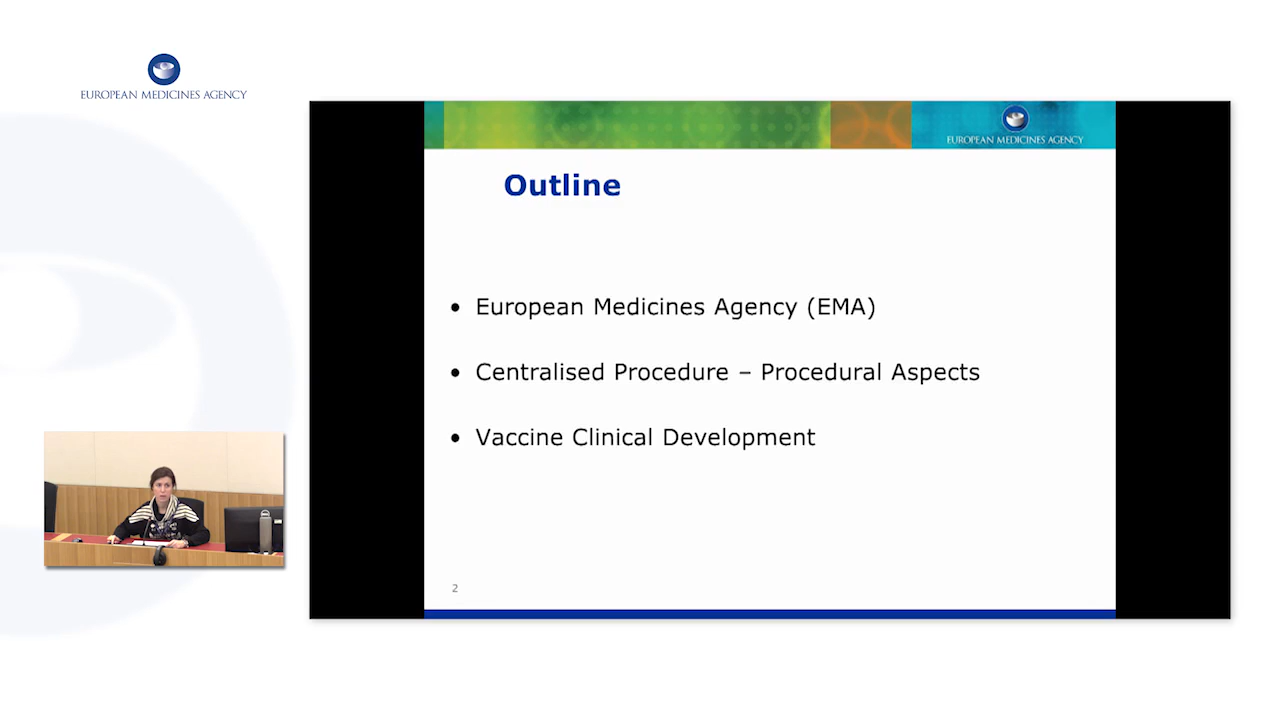 EUROPEAN MEDICINES AGENCY
EUROPEAN MEDICINES AGENCY
Outline
• European Medicines Agency (EMA)
• Centralised Procedure – Procedural Aspects
• Vaccine Clinical Development
2